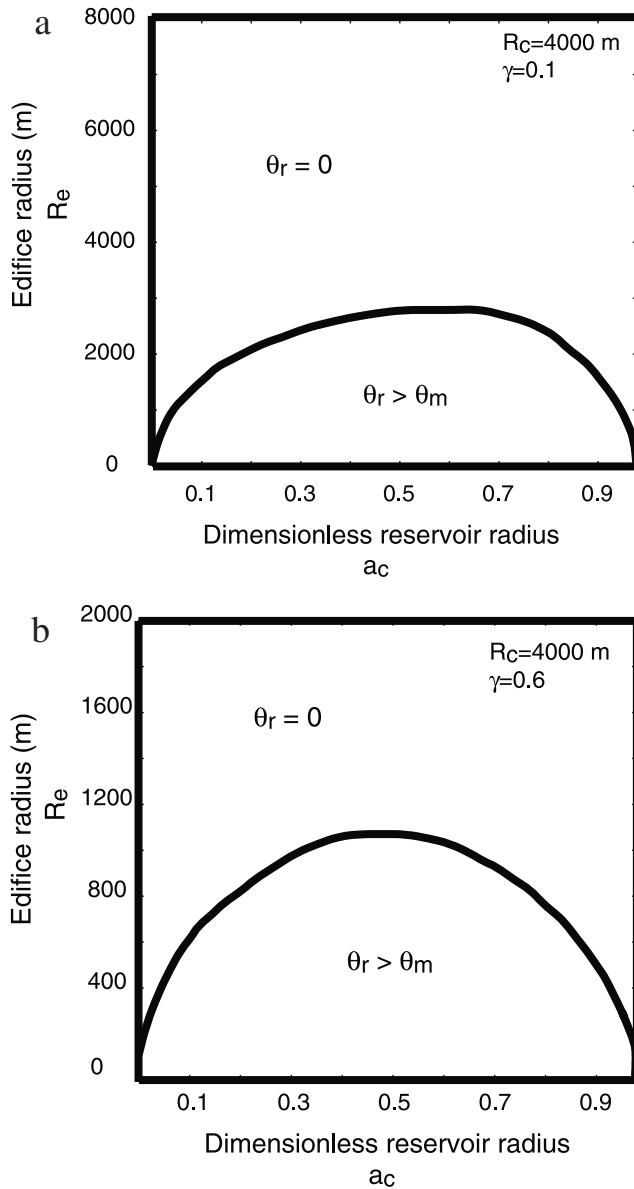 a
8000
6000
4000
2000
0
Edifice radius (m)
Re
Rc=4000 m
γ=0.1
θr = 0
θr > θm
0.1 0.3 0.5 0.7 0.9
Dimensionless reservoir radius
ac
b
2000
1600
1200
800
400
0
Edifice radius (m)
Re
Rc=4000 m
γ=0.6
θr = 0
θr > θm
0.1 0.3 0.5 0.7 0.9
Dimensionless reservoir radius
ac